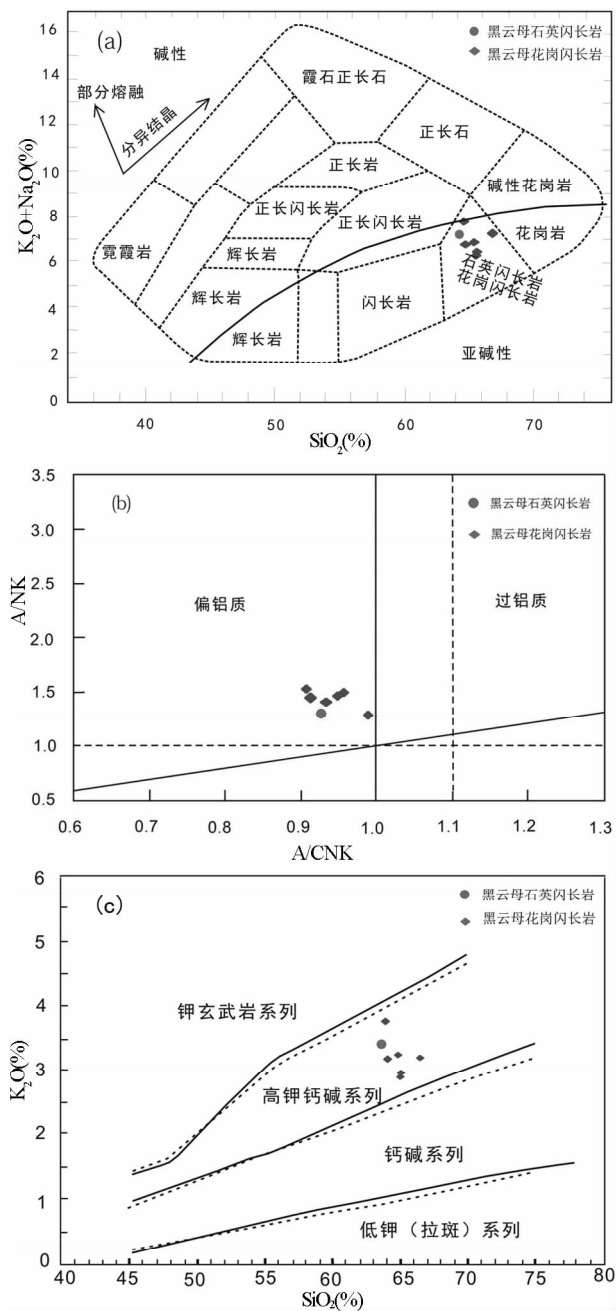 (a)
碱性
黑云母石英闪长岩
黑云母花岗闪长岩
部分熔融
分异结晶
霞石正长石
正长石
正长岩
碱性花岗岩
正长闪长岩
正长闪长岩
花岗岩
霓霞岩
辉长岩
石英闪长岩
花岗闪长岩
辉长岩
闪长岩
辉长岩
亚碱性
K₂O+Na₂O(%)
16
14
12
10
8
6
4
2
0
40
50
60
70
SiO₂(%)
(b)
黑云母石英闪长岩
黑云母花岗闪长岩
偏铝质
过铝质
A/NK
3.5
3.0
2.5
2.0
1.5
1.0
0.5
0.6
0.7
0.8
0.9
1.0
1.1
1.2
1.3
A/CNK
(c)
黑云母石英闪长岩
黑云母花岗闪长岩
钾玄武岩系列
高钾钙碱系列
钙碱系列
低钾（拉斑）系列
K₂O(%)
6
5
4
3
2
1
0
40
45
50
55
60
65
70
75
80
SiO₂(%)